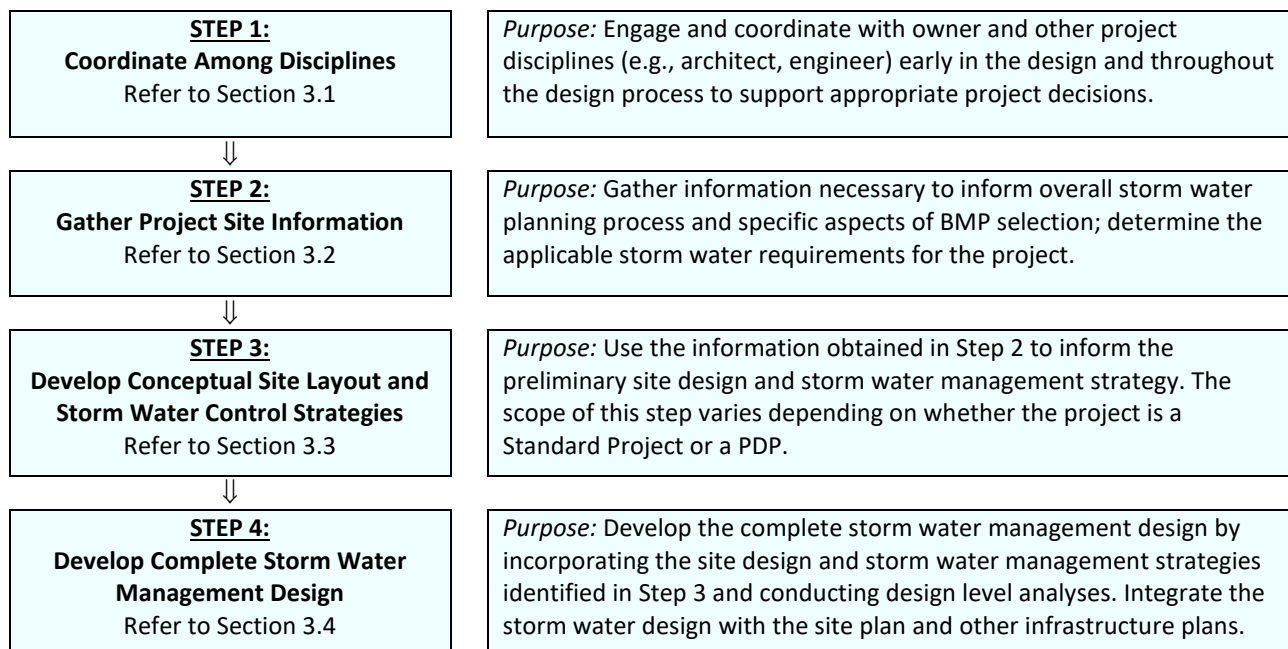 STEP 1:
Coordinate Among Disciplines
Refer to Section 3.1
Purpose: Engage and coordinate with owner and other project
disciplines (e.g., architect, engineer) early in the design and throughout
the design process to support appropriate project decisions.
⇓
STEP 2:
Gather Project Site Information
Refer to Section 3.2
Purpose: Gather information necessary to inform overall storm water
planning process and specific aspects of BMP selection; determine the
applicable storm water requirements for the project.
⇓
STEP 3:
Develop Conceptual Site Layout and
Storm Water Control Strategies
Refer to Section 3.3
Purpose: Use the information obtained in Step 2 to inform the
preliminary site design and storm water management strategy. The
scope of this step varies depending on whether the project is a
Standard Project or a PDP.
⇓
STEP 4:
Develop Complete Storm Water
Management Design
Refer to Section 3.4
Purpose: Develop the complete storm water management design by
incorporating the site design and storm water management strategies
identified in Step 3 and conducting design level analyses. Integrate the
storm water design with the site plan and other infrastructure plans.